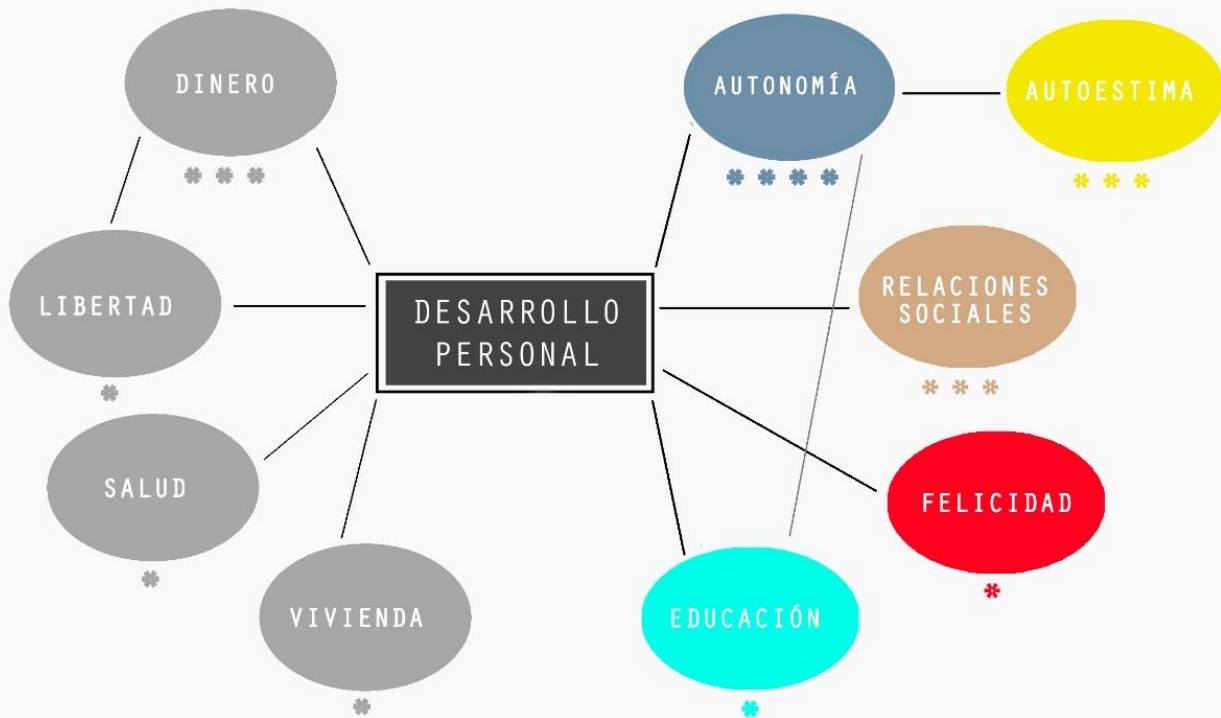 DINERO
AUTONOMÍA
AUTOESTIMA
LIBERTAD
DESARROLLO
PERSONAL
RELACIONES
SOCIALES
SALUD
FELICIDAD
VIVIENDA
EDUCACIÓN